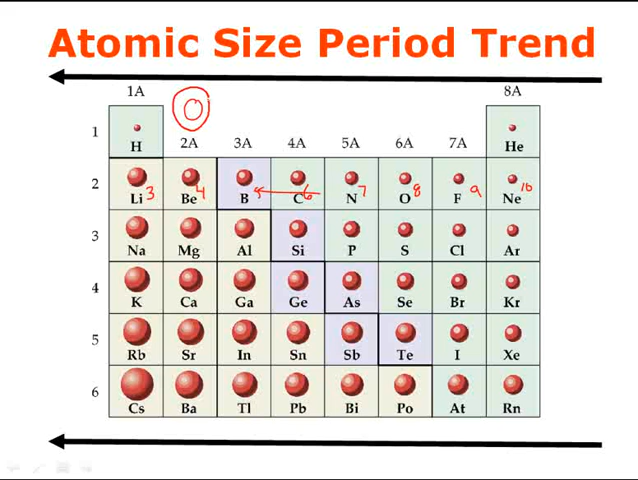 Atomic Size Period Trend
1A 8A
1 H 2A 3A 4A 5A 6A 7A He
2 Li 3 Be 4 B 5 C 6 N 7 O 8 F 9 Ne 10
3 Na Mg Al Si P S Cl Ar
4 K Ca Ga Ge As Se Br Kr
5 Rb Sr In Sn Sb Te I Xe
6 Cs Ba Tl Pb Bi Po At Rn